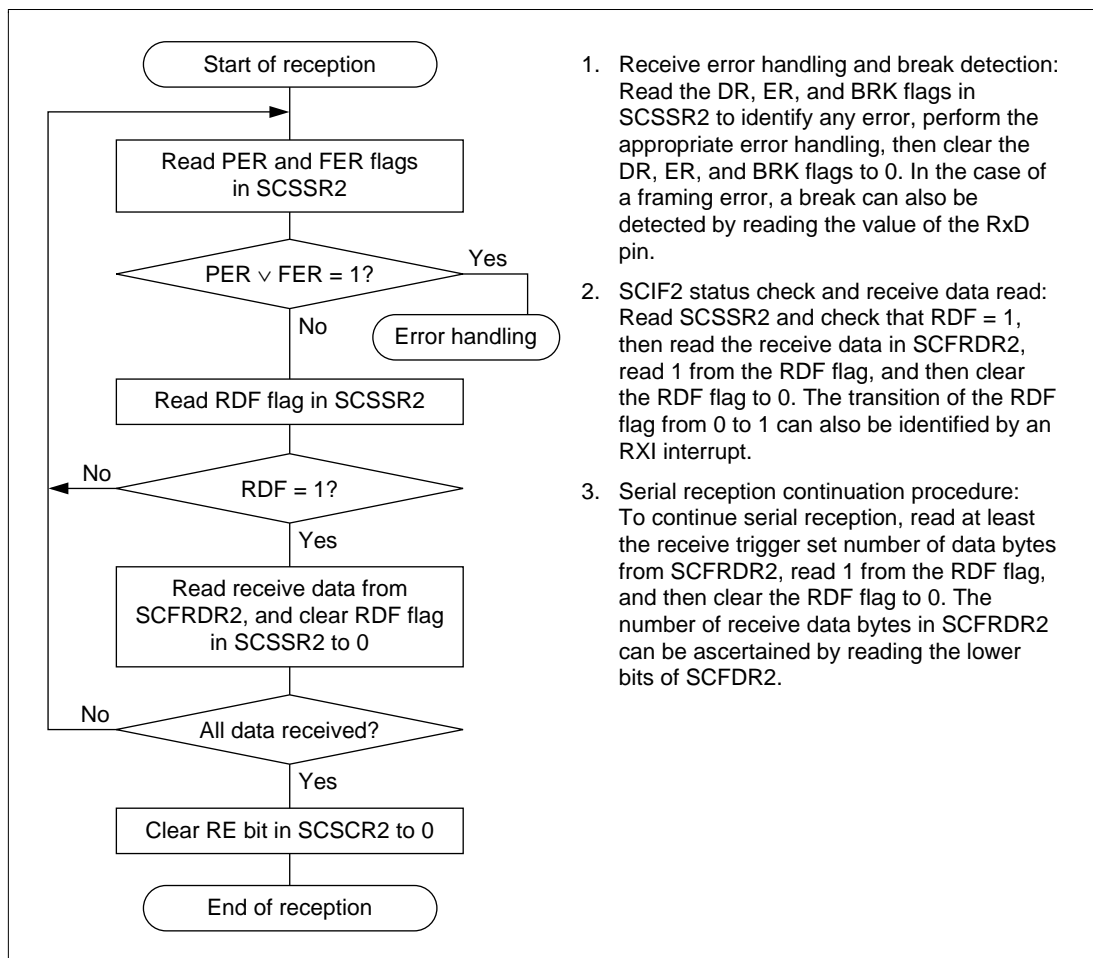 Start of reception
Read PER and FER flags
in SCSSR2
PER ∨ FER = 1?
Yes
No
Error handling
Read RDF flag in SCSSR2
No
RDF = 1?
Yes
Read receive data from
SCFRDR2, and clear RDF flag
in SCSSR2 to 0
No
All data received?
Yes
Clear RE bit in SCSCR2 to 0
End of reception
1. Receive error handling and break detection:
Read the DR, ER, and BRK flags in
SCSSR2 to identify any error, perform the
appropriate error handling, then clear the
DR, ER, and BRK flags to 0. In the case of
a framing error, a break can also be
detected by reading the value of the RxD
pin.
2. SCIF2 status check and receive data read:
Read SCSSR2 and check that RDF = 1,
then read the receive data in SCFRDR2,
read 1 from the RDF flag, and then clear
the RDF flag to 0. The transition of the RDF
flag from 0 to 1 can also be identified by an
RXI interrupt.
3. Serial reception continuation procedure:
To continue serial reception, read at least
the receive trigger set number of data bytes
from SCFRDR2, read 1 from the RDF flag,
and then clear the RDF flag to 0. The
number of receive data bytes in SCFRDR2
can be ascertained by reading the lower
bits of SCFDR2.